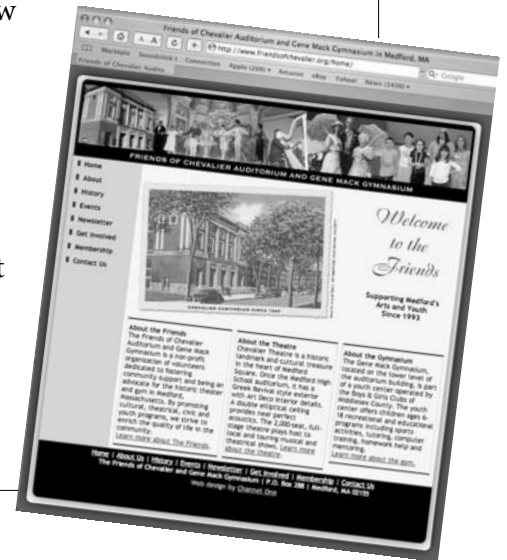 w
t
Friends of Chevalier Auditorium and Gene Mack Gymnasium in Medford, MA
http://www.friendsofchevalier.org/home/
Google
Connection Apple (208) Amazon eBay Yahoo! News (3430)
Friends of Chevalier Audito
FRIENDS OF CHEVALIER AUDITORIUM AND GENE MACK GYMNASIUM
Home
About
History
Events
Newsletter
Get Involved
Membership
Contact Us
CHEVALIER AUDITORIUM CIRCA 1940
Welcome
to the
Friends
Supporting Medford's
Arts and Youth
Since 1993
About the Friends
The Friends of Chevalier
Auditorium and Gene Mack
Gymnasium is a non-profit
organization of volunteers
dedicated to fostering
community support and being an
advocate for the historic theater
and gym in Medford,
Massachusetts. By promoting
cultural, theatrical, civic and
youth programs, we strive to
enrich the quality of life in the
community.
Learn more about The Friends.
About the Theatre
Chevalier Theatre is a historic
landmark and cultural treasure
in the heart of Medford
Square. Once the Medford High
School auditorium, it has a
Greek Revival style exterior
with Art Deco interior details.
A double elliptical ceiling
provides near perfect
acoustics. The 2,000-seat, full-
stage theatre plays host to
local and touring musical and
theatrical shows. Learn more
about the theatre.
About the Gymnasium
The Gene Mack Gymnasium,
located on the lower level of
the auditorium building, is part
of a youth center operated by
the Boys & Girls Clubs of
Middlesex County. The youth
center offers children ages 6-
18 recreational and educational
programs including sports
activities, tutoring, computer
training, homework help and
mentoring.
Learn more about the gym.
Home | About Us | History | Events | Newsletter | Get Involved | Membership | Contact Us
The Friends of Chevalier and Gene Mack Gymnasium | P.O. Box 288 | Medford, MA 02155
Web design by Channel One